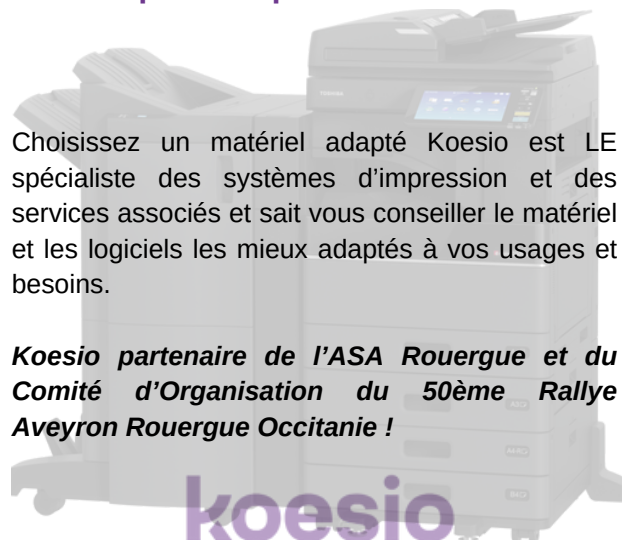 Choisissez un matériel adapté Koesio est LE
spécialiste des systèmes d’impression et des
services associés et sait vous conseiller le matériel
et les logiciels les mieux adaptés à vos usages et
besoins.
Koesio partenaire de l’ASA Rouergue et du
Comité d’Organisation du 50ème Rallye
Aveyron Rouergue Occitanie !
koesio